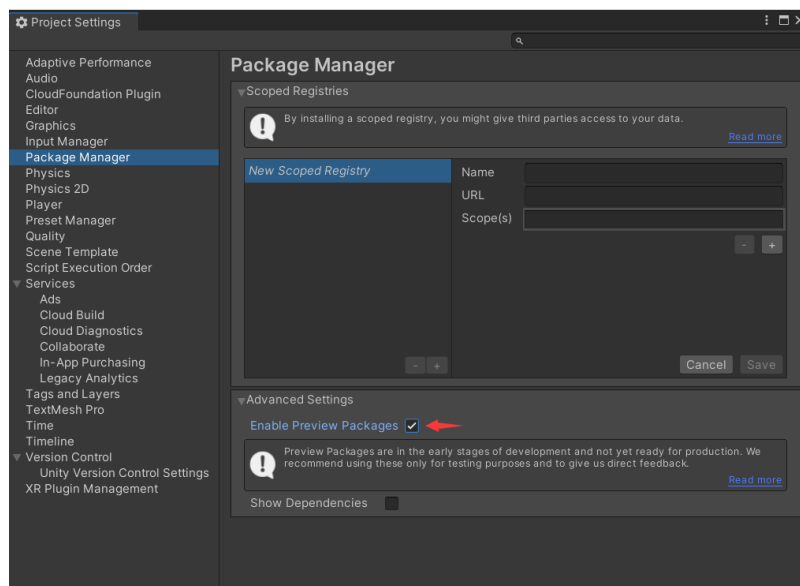 Project Settings
Adaptive Performance
Audio
CloudFoundation Plugin
Editor
Graphics
Input Manager
Package Manager
Physics
Physics 2D
Player
Preset Manager
Quality
Scene Template
Script Execution Order
Services
Ads
Cloud Build
Cloud Diagnostics
Collaborate
In-App Purchasing
Legacy Analytics
Tags and Layers
TextMesh Pro
Time
Timeline
Version Control
Unity Version Control Settings
XR Plugin Management
Package Manager
Scoped Registries
By installing a scoped registry, you might give third parties access to your data.
Read more
New Scoped Registry
Name
URL
Scope(s)
- +
- +
Cancel Save
Advanced Settings
Enable Preview Packages
Preview Packages are in the early stages of development and not yet ready for production. We
recommend using these only for testing purposes and to give us direct feedback.
Read more
Show Dependencies